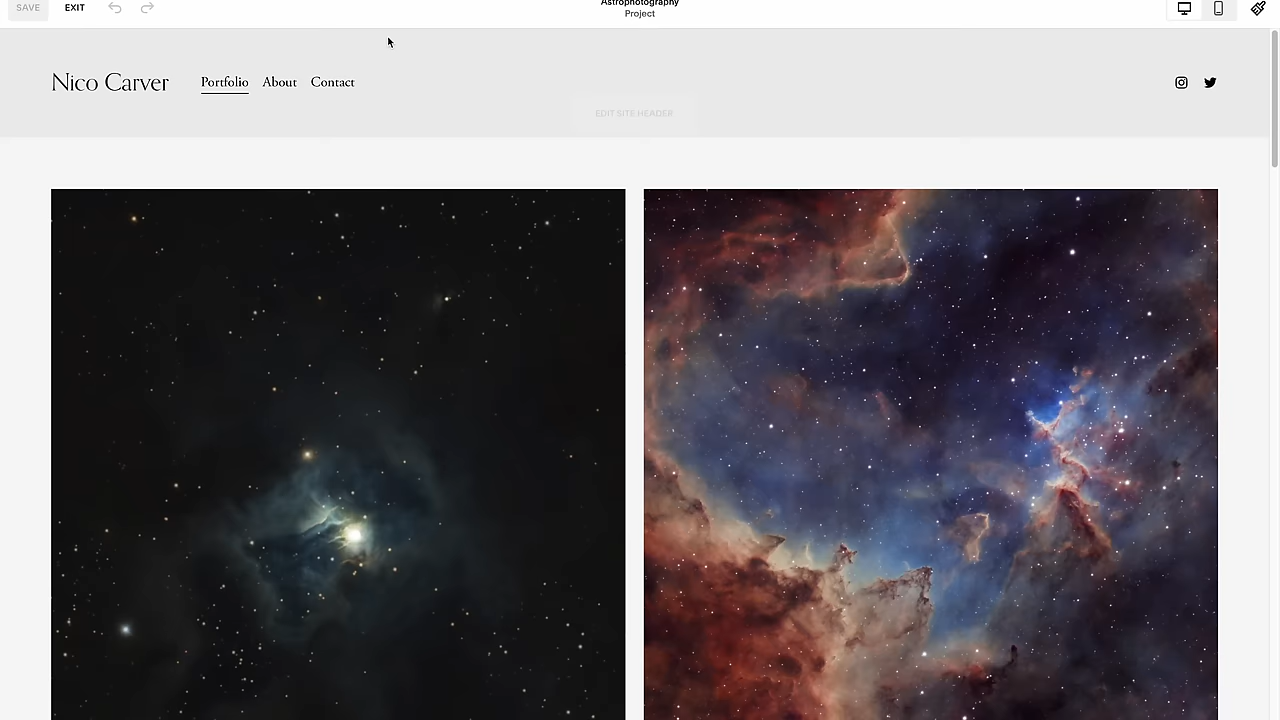 SAVE EXIT
Astrophotography
Project
Nico Carver Portfolio About Contact
EDIT SITE HEADER